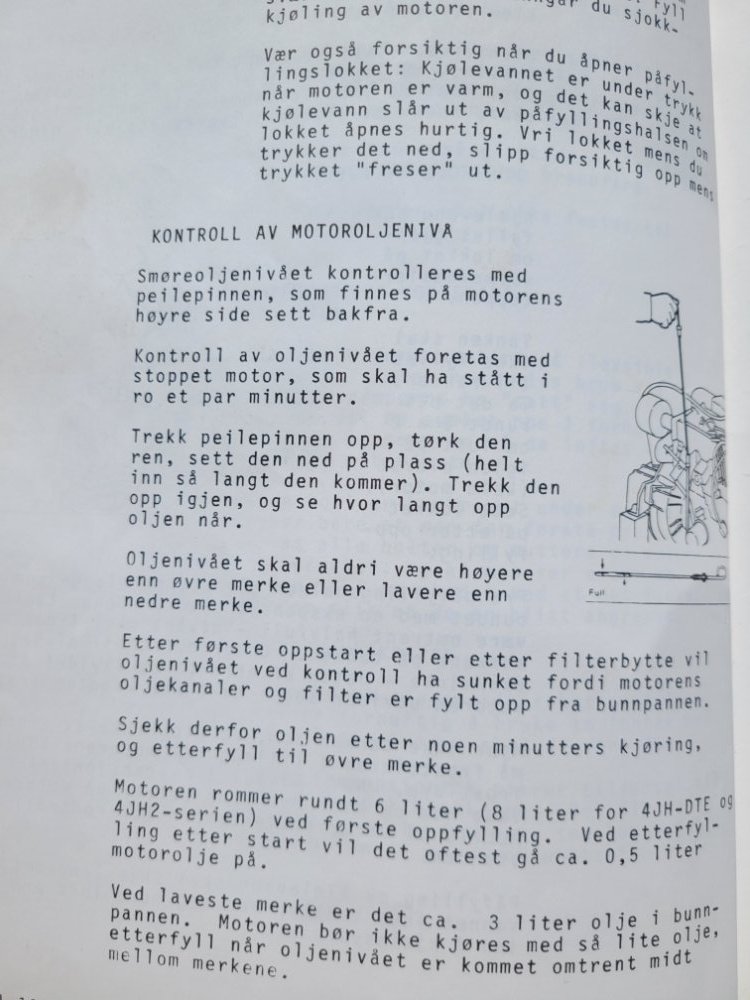 kjøling av motoren.
du sjokk-
Vær også forsiktig når du åpner påfyl-
lingslokket: Kjølevannet er under trykk
når motoren er varm, og det kan skje at
kjølevann slår ut av påfyllingshalsen om
lokket åpnes hurtig. Vri lokket mens du
trykker det ned, slipp forsiktig opp mens
trykket "freser" ut.
KONTROLL AV MOTOROLJENIVÅ
Smøreoljenivået kontrolleres med
peilepinnen, som finnes på motorens
høyre side sett bakfra.
Kontroll av oljenivået foretas med
stoppet motor, som skal ha stått i
ro et par minutter.
Trekk peilepinnen opp, tørk den
ren, sett den ned på plass (helt
inn så langt den kommer). Trekk den
opp igjen, og se hvor langt opp
oljen når.
Oljenivået skal aldri være høyere
enn øvre merke eller lavere enn
nedre merke.
Full
Etter første oppstart eller etter filterbytte vil
oljenivået ved kontroll ha sunket fordi motorens
oljekanaler og filter er fylt opp fra bunnpannen.
Sjekk derfor oljen etter noen minutters kjøring,
og etterfyll til øvre merke.
Motoren rommer rundt 6 liter (8 liter for 4JH-DTE og
4JH2-serien) ved første oppfylling. Ved etterfyl-
ling etter start vil det oftest gå ca. 0,5 liter
motorolje på.
Ved laveste merke er det ca. 3 liter olje i bunn-
pannen. Motoren bør ikke kjøres med så lite olje,
etterfyll når oljenivået er kommet omtrent midt
mellom merkene.